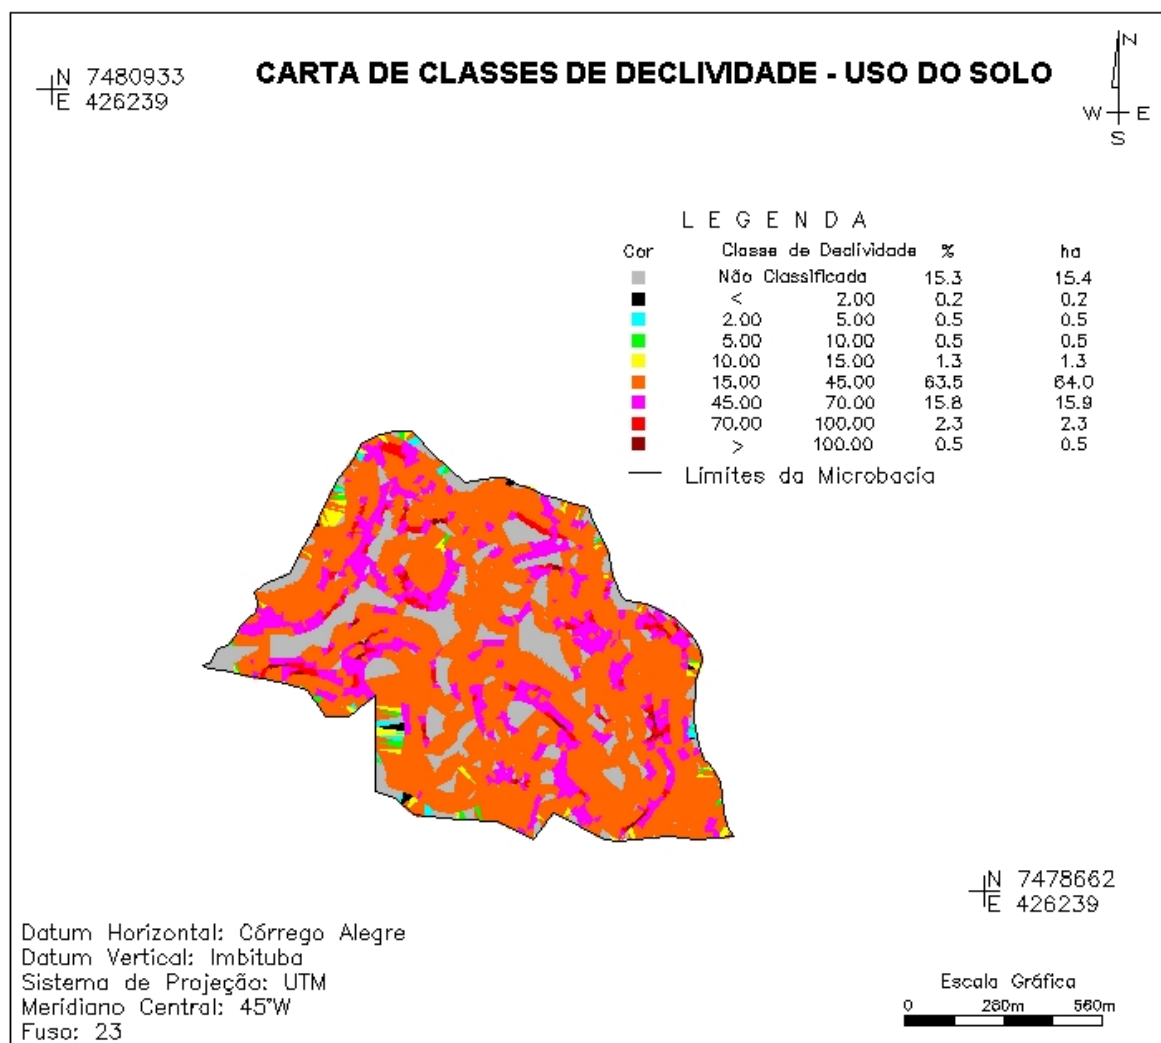 N 7480933
E 426239
CARTA DE CLASSES DE DECLIVIDADE - USO DO SOLO
N
W E
S
LEGENDA
Cor Classe de Declividade % ha
Não Classificada 15.3 15.4
< 2.00 0.2 0.2
2.00 5.00 0.5 0.5
5.00 10.00 0.5 0.5
10.00 15.00 1.3 1.3
15.00 45.00 63.5 64.0
45.00 70.00 15.8 15.9
70.00 100.00 2.3 2.3
> 100.00 0.5 0.5
Limites da Microbacia
N 7478662
E 426239
Datum Horizontal: Córrego Alegre
Datum Vertical: Imbituba
Sistema de Projeção: UTM
Meridiano Central: 45°W
Fuso: 23
Escala Gráfica
0 280m 560m